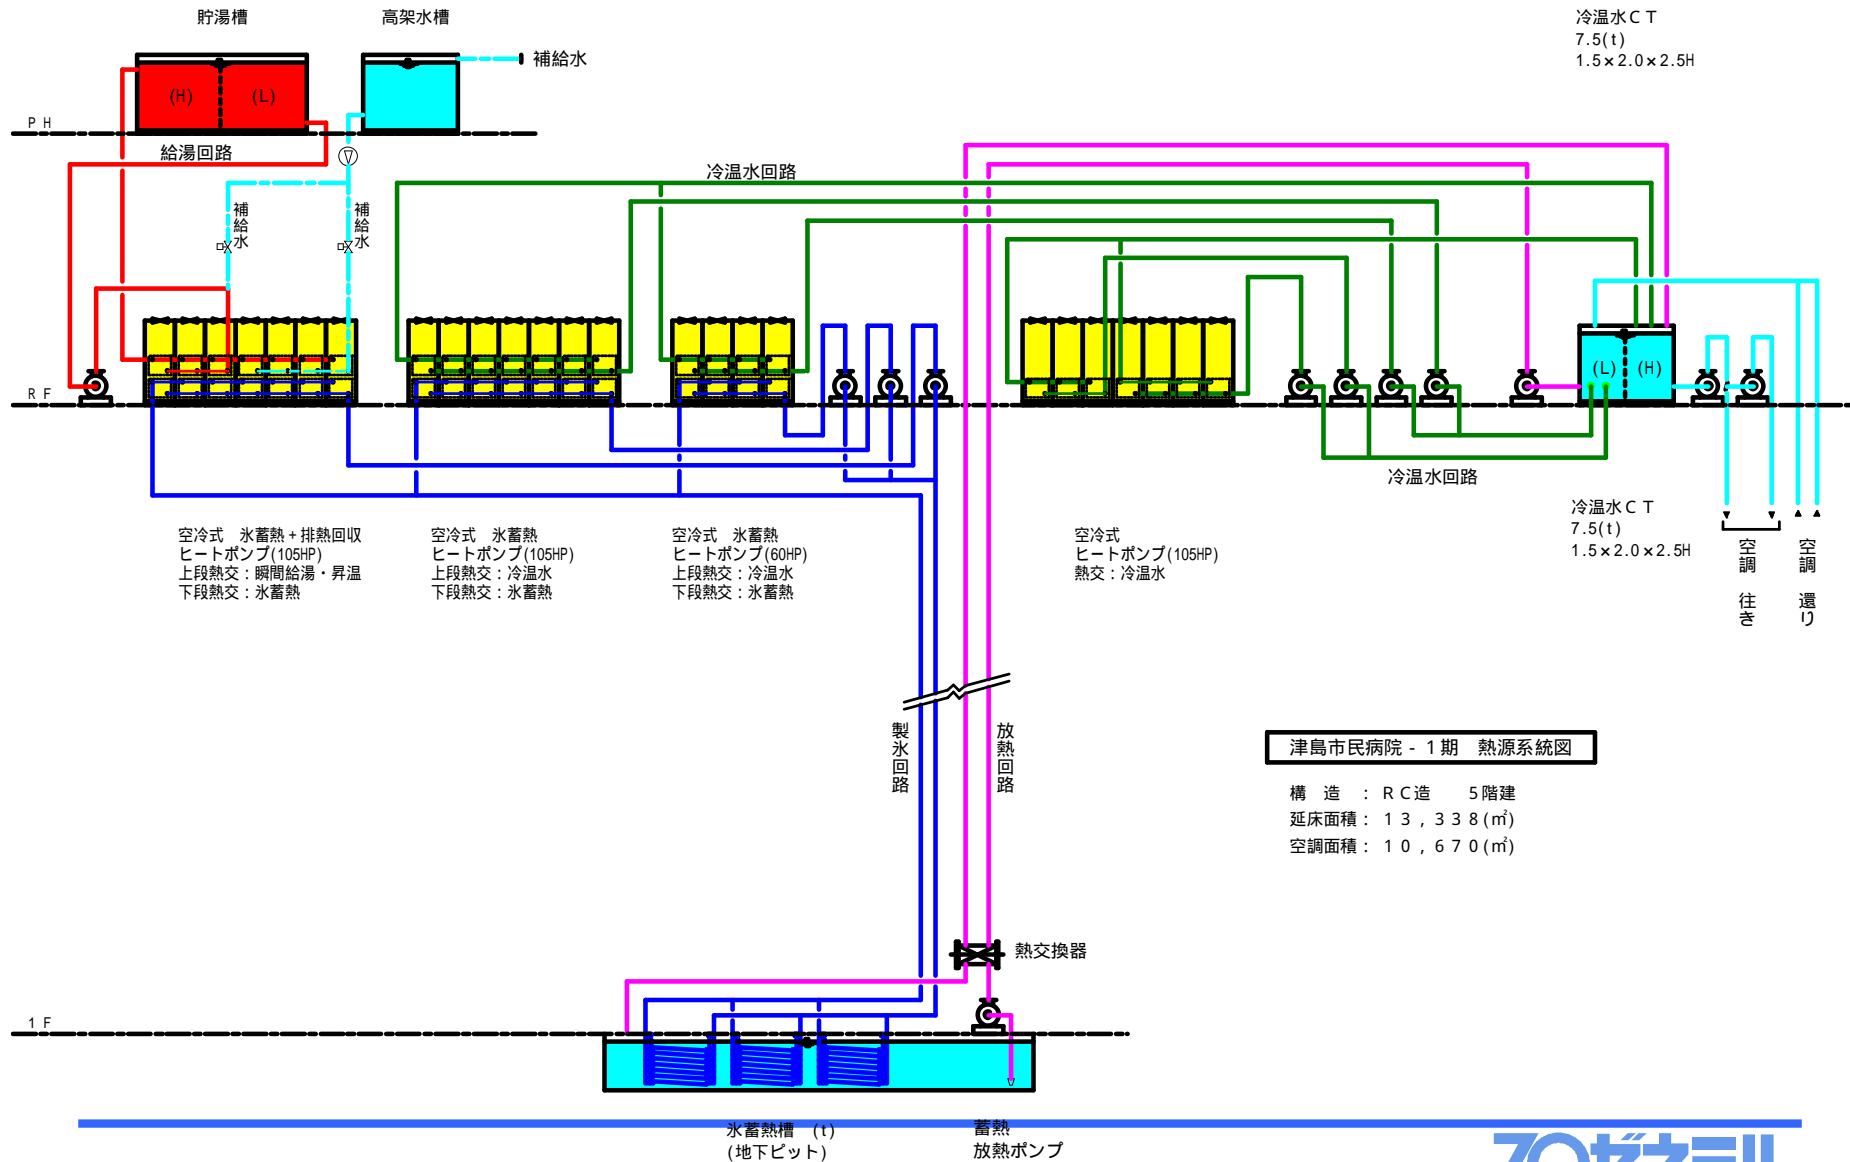 貯湯槽
高架水槽
冷温水CT
7.5(t)
1.5×2.0×2.5H
補給水
(H)
(L)
PH
給湯回路
冷温水回路
補給水
補給水
(L)
(H)
RF
冷温水回路
空冷式 氷蓄熱+排熱回収
ヒートポンプ(105HP)
上段熱交:瞬間給湯・昇温
下段熱交:氷蓄熱
空冷式 氷蓄熱
ヒートポンプ(105HP)
上段熱交:冷温水
下段熱交:氷蓄熱
空冷式 氷蓄熱
ヒートポンプ(60HP)
上段熱交:冷温水
下段熱交:氷蓄熱
空冷式
ヒートポンプ(105HP)
熱交:冷温水
冷温水CT
7.5(t)
1.5×2.0×2.5H
空調 往き
空調 還り
製氷回路
放熱回路
津島市民病院-1期 熱源系統図
構 造 : RC造 5階建
延床面積: 13,338(㎡)
空調面積: 10,670(㎡)
熱交換器
1F
氷蓄熱槽 (t)
(地下ピット)
蓄熱
放熱ポンプ